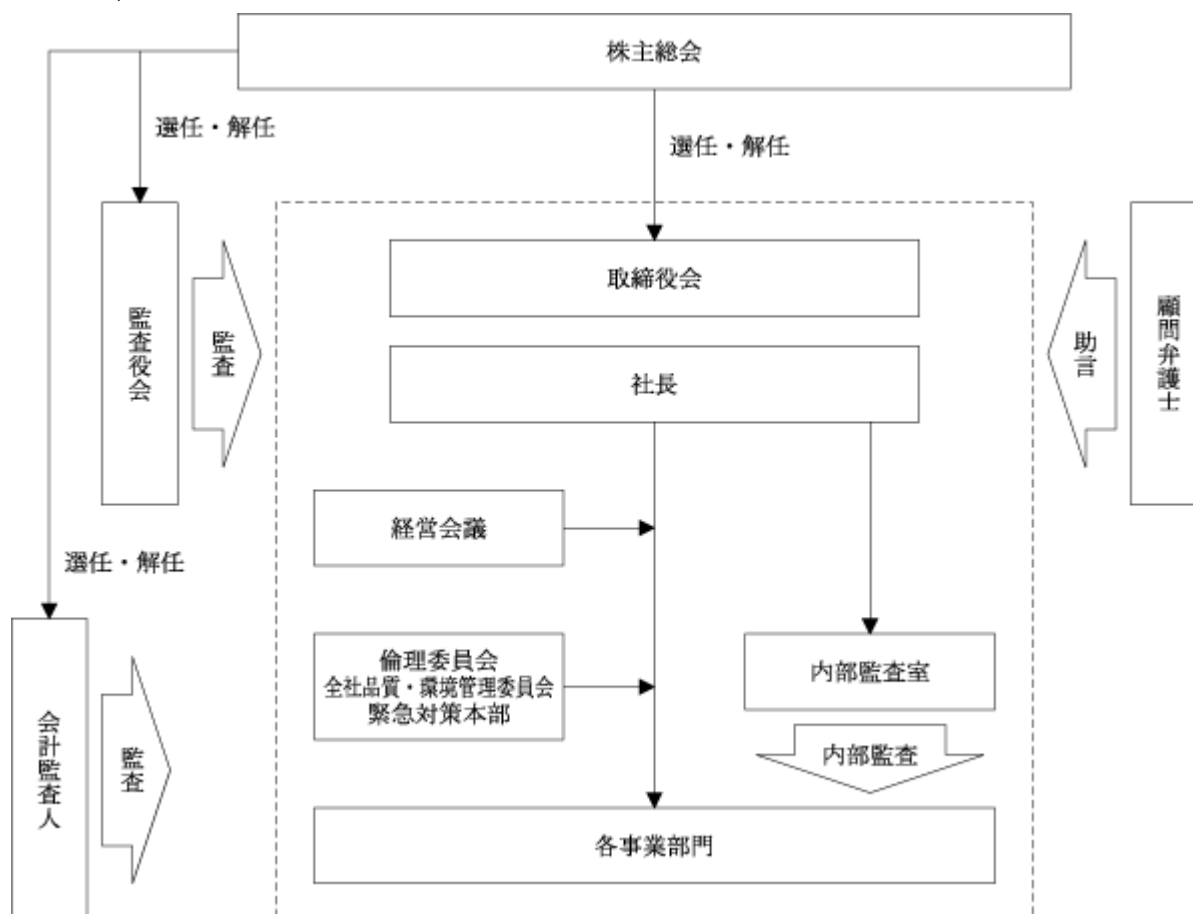 株主総会
選任・解任
選任・解任
取締役会
監査役会
監査
助言
顧問弁護士
社長
経営会議
選任・解任
倫理委員会
全社品質・環境管理委員会
緊急対策本部
内部監査室
会計監査人
監査
内部監査
各事業部門